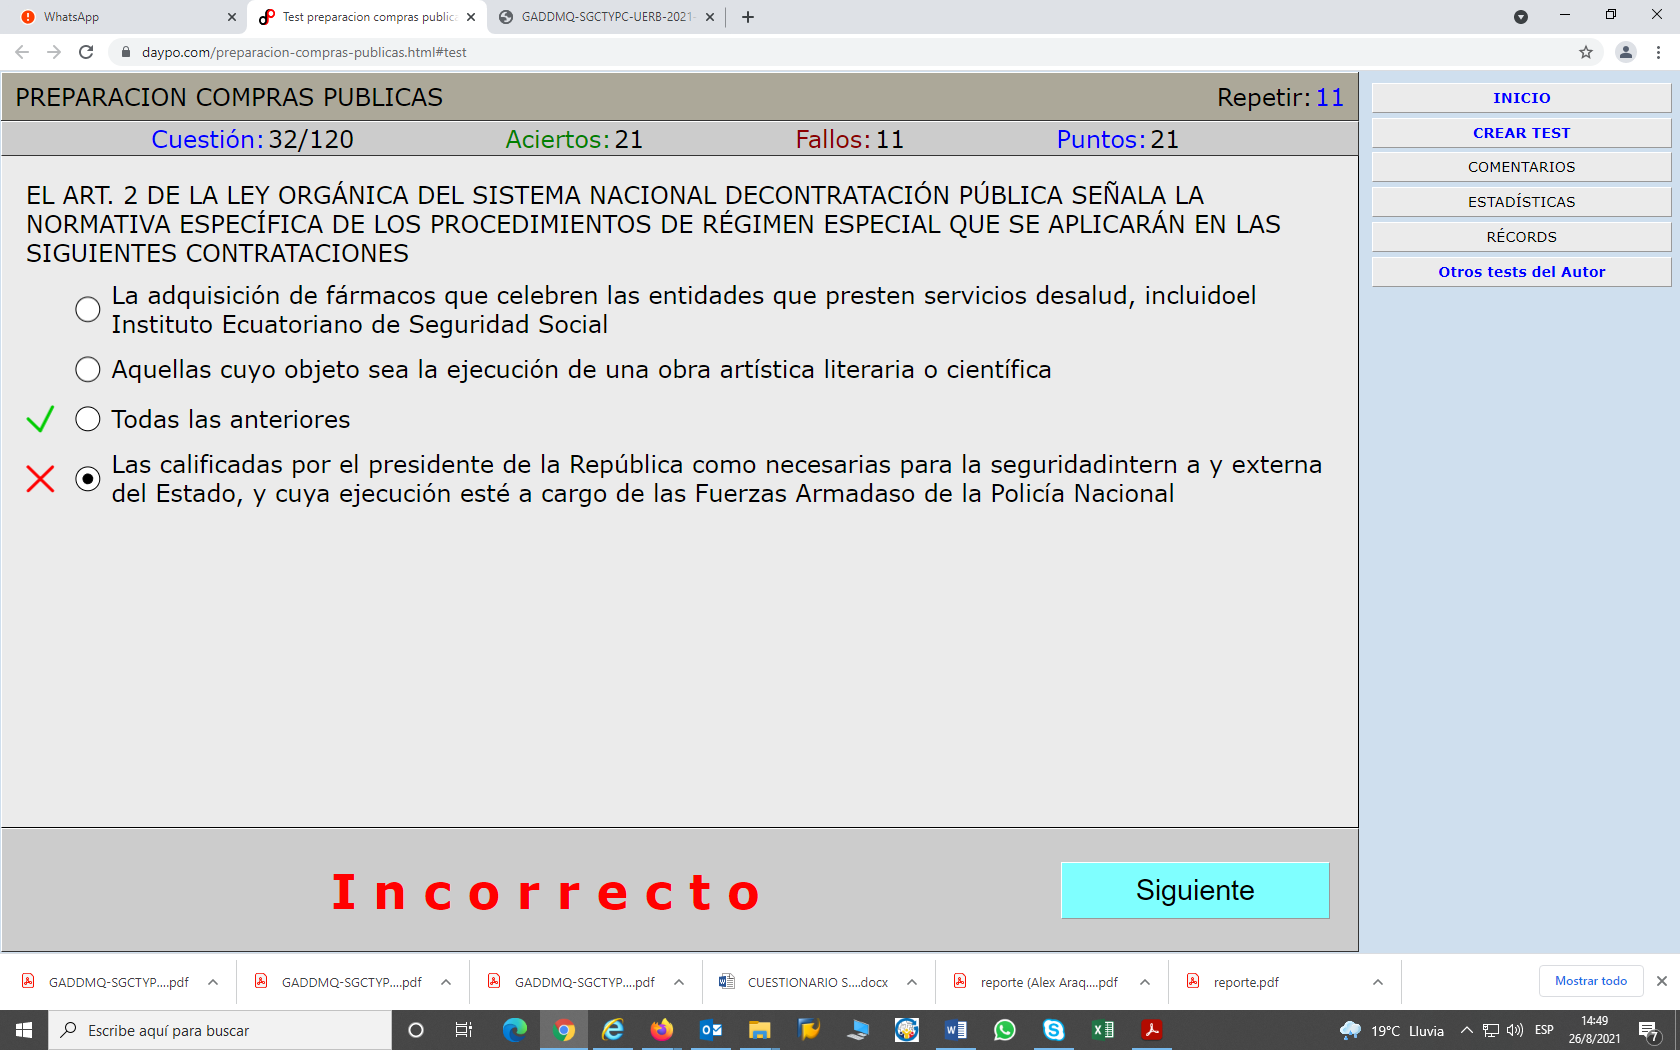 WhatsApp
Test preparacion compras publica
GADDMQ-SGCTYPC-UERB-2021-
daypo.com/preparacion-compras-publicas.html#test
PREPARACION COMPRAS PUBLICAS
Repetir: 11
Cuestión: 32/120 Aciertos: 21 Fallos: 11 Puntos: 21
EL ART. 2 DE LA LEY ORGÁNICA DEL SISTEMA NACIONAL DECONTRATACIÓN PÚBLICA SEÑALA LA
NORMATIVA ESPECÍFICA DE LOS PROCEDIMIENTOS DE RÉGIMEN ESPECIAL QUE SE APLICARÁN EN LAS
SIGUIENTES CONTRATACIONES
La adquisición de fármacos que celebren las entidades que presten servicios desalud, incluidoel
Instituto Ecuatoriano de Seguridad Social
Aquellas cuyo objeto sea la ejecución de una obra artística literaria o científica
Todas las anteriores
Las calificadas por el presidente de la República como necesarias para la seguridadintern a y externa
del Estado, y cuya ejecución esté a cargo de las Fuerzas Armadaso de la Policía Nacional
Incorrecto
Siguiente
INICIO
CREAR TEST
COMENTARIOS
ESTADÍSTICAS
RÉCORDS
Otros tests del Autor
GADDMQ-SGCTYP....pdf
GADDMQ-SGCTYP....pdf
GADDMQ-SGCTYP....pdf
CUESTIONARIO S....docx
reporte (Alex Araq....pdf
reporte.pdf
Mostrar todo
Escribe aquí para buscar
19°C Lluvia
ESP
14:49
26/8/2021
7